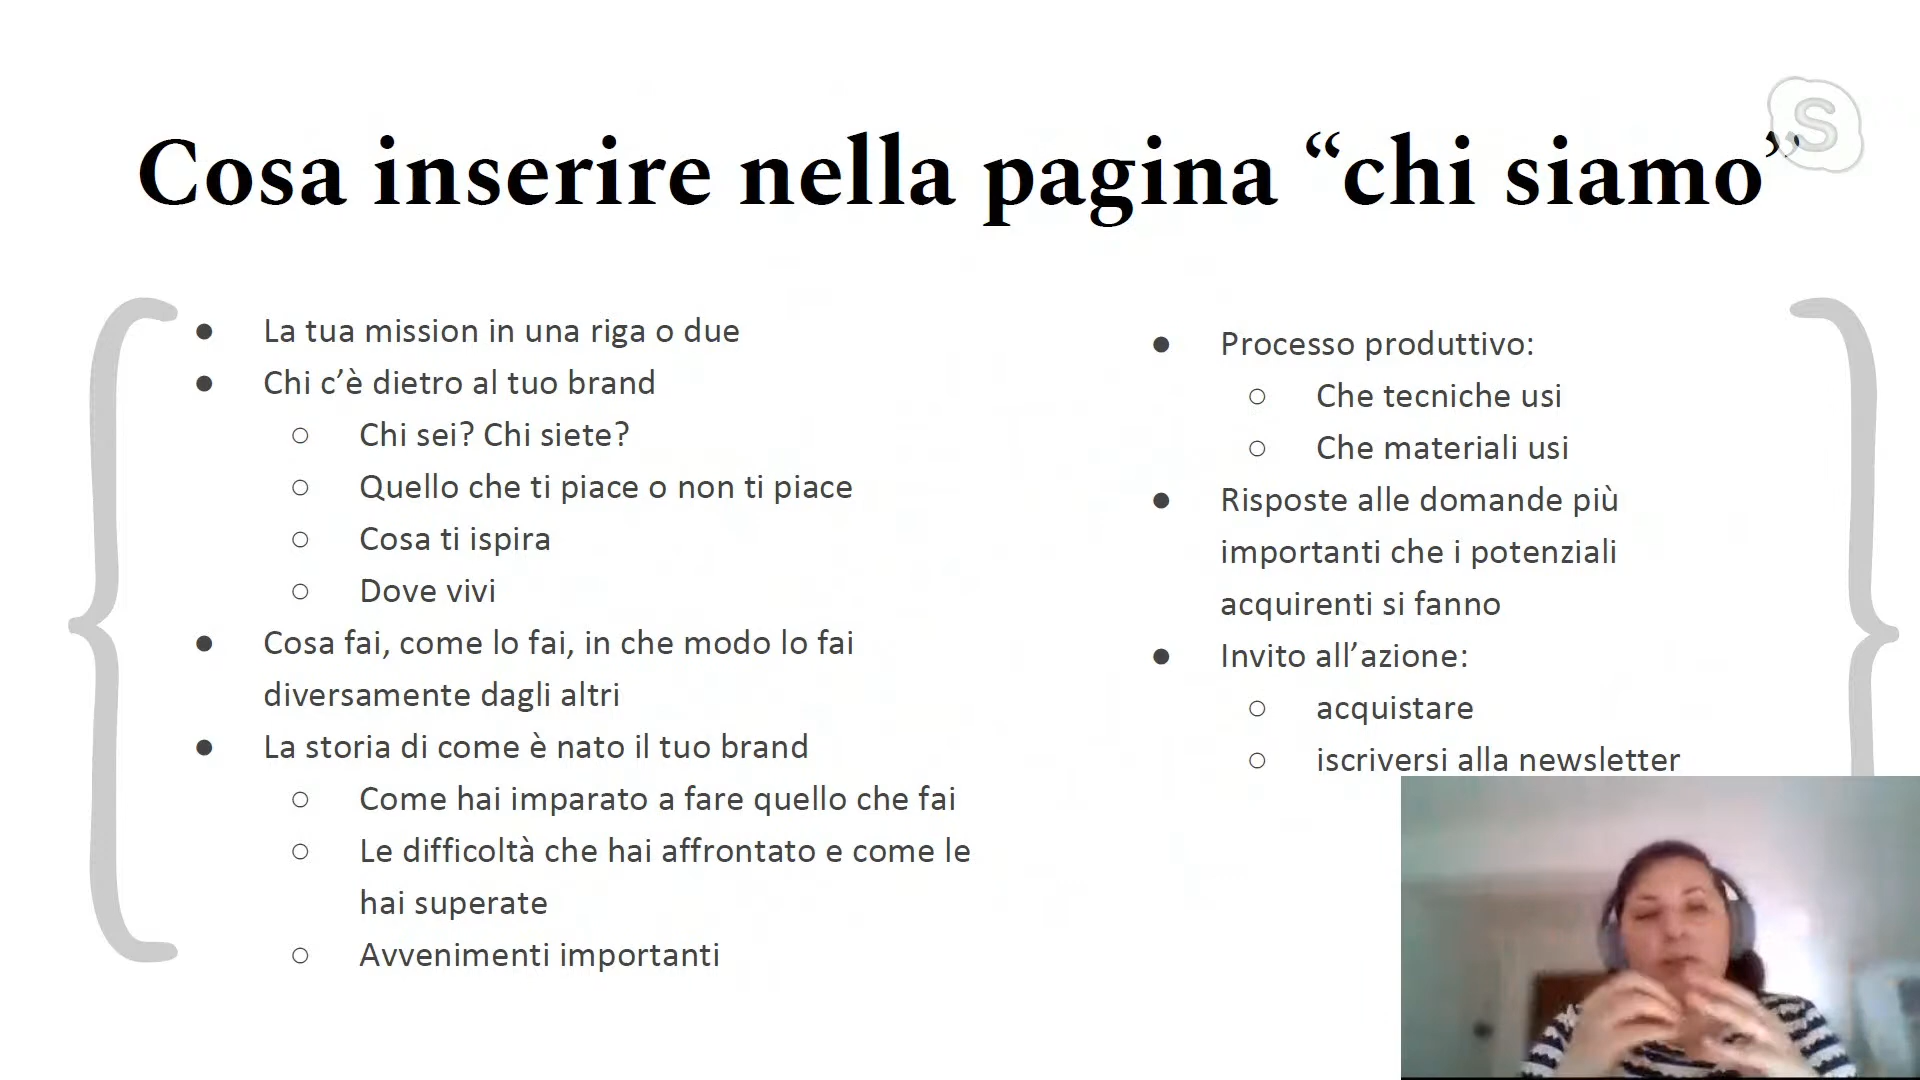 Cosa inserire nella pagina “chi siamo”
S
● La tua mission in una riga o due
● Chi c’è dietro al tuo brand
○ Chi sei? Chi siete?
○ Quello che ti piace o non ti piace
○ Cosa ti ispira
○ Dove vivi
● Cosa fai, come lo fai, in che modo lo fai
diversamente dagli altri
● La storia di come è nato il tuo brand
○ Come hai imparato a fare quello che fai
○ Le difficoltà che hai affrontato e come le
hai superate
○ Avvenimenti importanti
● Processo produttivo:
○ Che tecniche usi
○ Che materiali usi
● Risposte alle domande più
importanti che i potenziali
acquirenti si fanno
● Invito all’azione:
○ acquistare
○ iscriversi alla newsletter